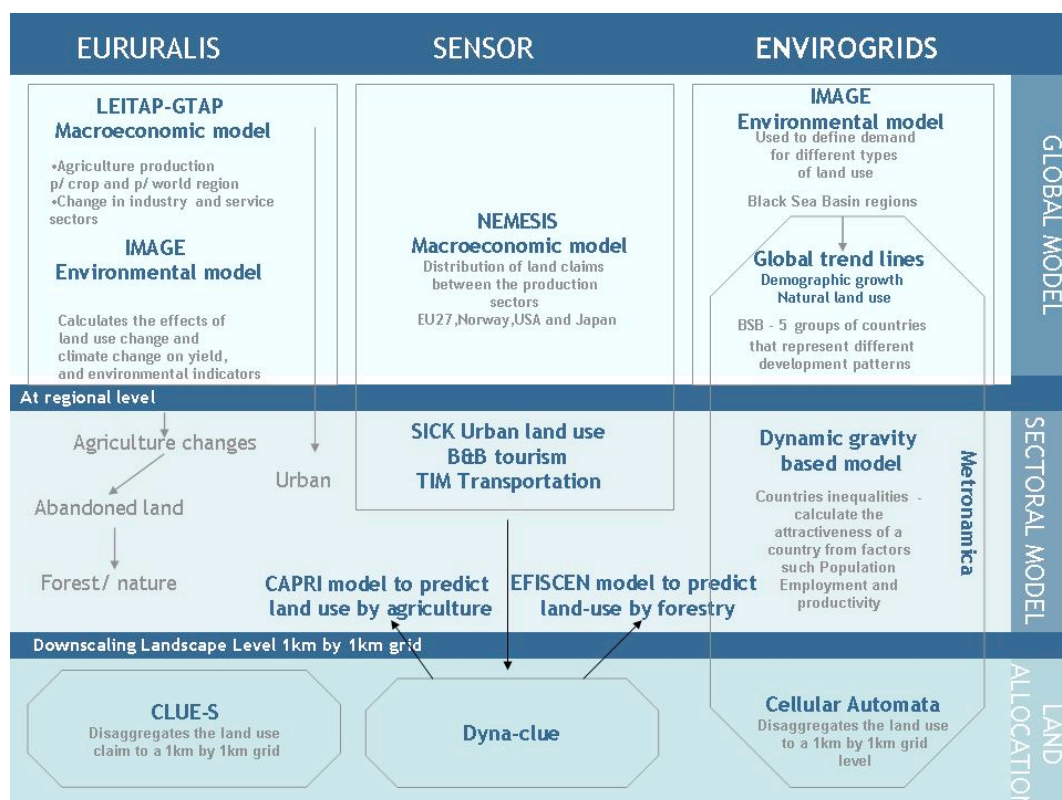 EURURALIS
SENSOR
ENVIROGRIDS
LEITAP-GTAP
Macroeconomic model
•Agriculture production
p/ crop and p/ world region
•Change in industry and service
sectors
IMAGE
Environmental model
Calculates the effects of
land use change and
climate change on yield,
and environmental indicators
NEMESIS
Macroeconomic model
Distribution of land claims
between the production
sectors
EU27,Norway,USA and Japan
IMAGE
Environmental model
Used to define demand
for different types
of land use
Black Sea Basin regions
Global trend lines
Demographic growth
Natural land use
BSB - 5 groups of countries
that represent different
development patterns
GLOBAL MODEL
At regional level
Agriculture changes
Abandoned land
Forest/ nature
Urban
SICK Urban land use
B&B tourism
TIM Transportation
CAPRI model to predict
land use by agriculture
EFISCEN model to predict
land-use by forestry
Dynamic gravity
based model
Countries inequalities -
calculate the
attractiveness of a
country from factors
such Population
Employment and
productivity
Metronamica
SECTORAL MODEL
Downscaling Landscape Level 1km by 1km grid
CLUE-S
Disaggregates the land use
claim to a 1km by 1km grid
Dyna-clue
Cellular Automata
Disaggregates the land use
to a 1km by 1km grid
level
LAND
ALLOCATION